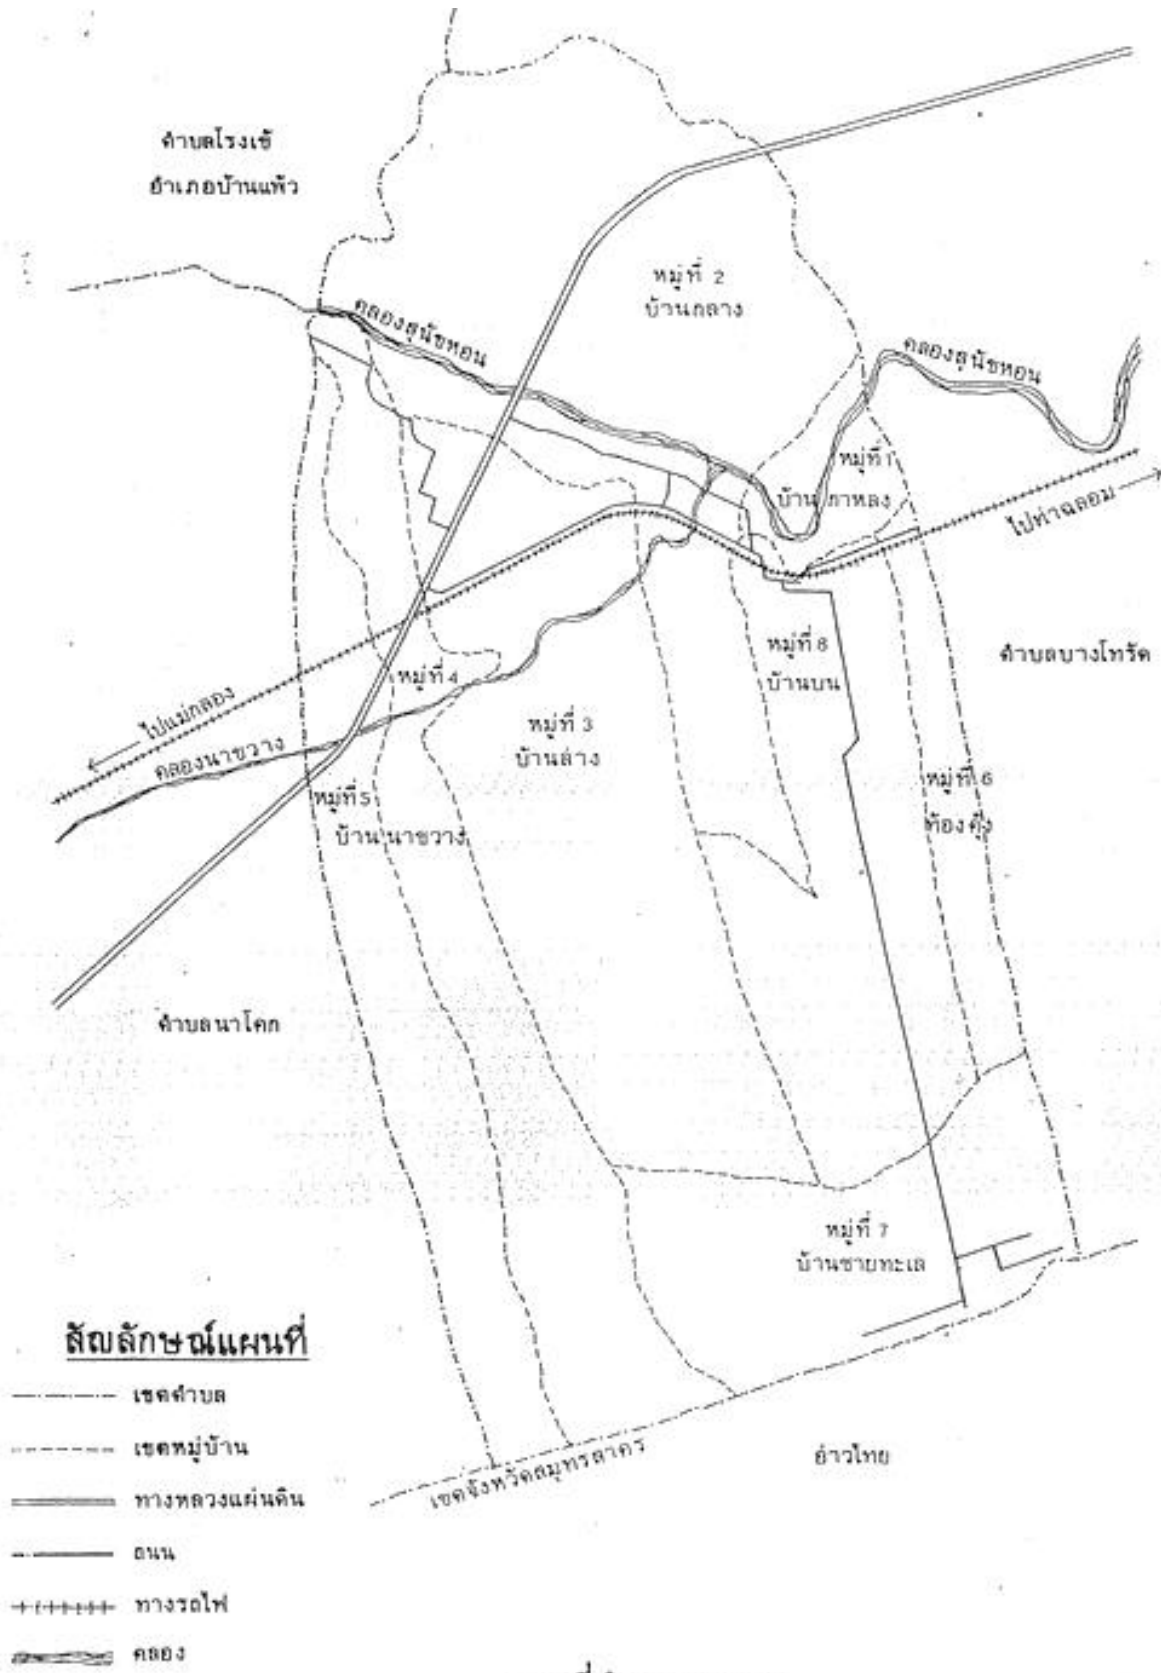 ตำบลโรงเข้
อำเภอบ้านแพ้ว
หมู่ที่ 2
บ้านกลาง
คลองสุนัขหอน
คลองสุนัขหอน
หมู่ที่ 1
บ้านกาหลง
ไปท่าฉลอม
ตำบลบางโทรัด
หมู่ที่ 8
บ้านบน
หมู่ที่ 4
ไปแม่กลอง
คลองนาขวาง
หมู่ที่ 3
บ้านล่าง
หมู่ที่ 5
บ้านนาขวาง
หมู่ที่ 6
ท้องคุ้ง
ตำบลนาโคก
หมู่ที่ 7
บ้านชายทะเล
เขตจังหวัดสมุทรสาคร
อ่าวไทย
สัญลักษณ์แผนที่
เขตตำบล
เขตหมู่บ้าน
ทางหลวงแผ่นดิน
ถนน
ทางรถไฟ
คลอง